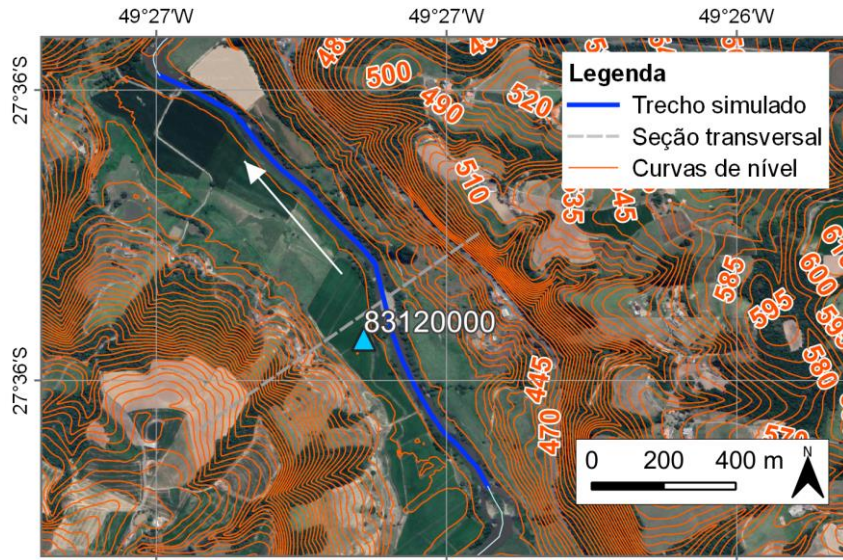 49°27'W 49°27'W 49°26'W
27°36'S
Legenda
Trecho simulado
Seção transversal
Curvas de nível
500
490
520
510
535
545
585
595
600
580
83120000
445
470
27°36'S
0 200 400 m
N